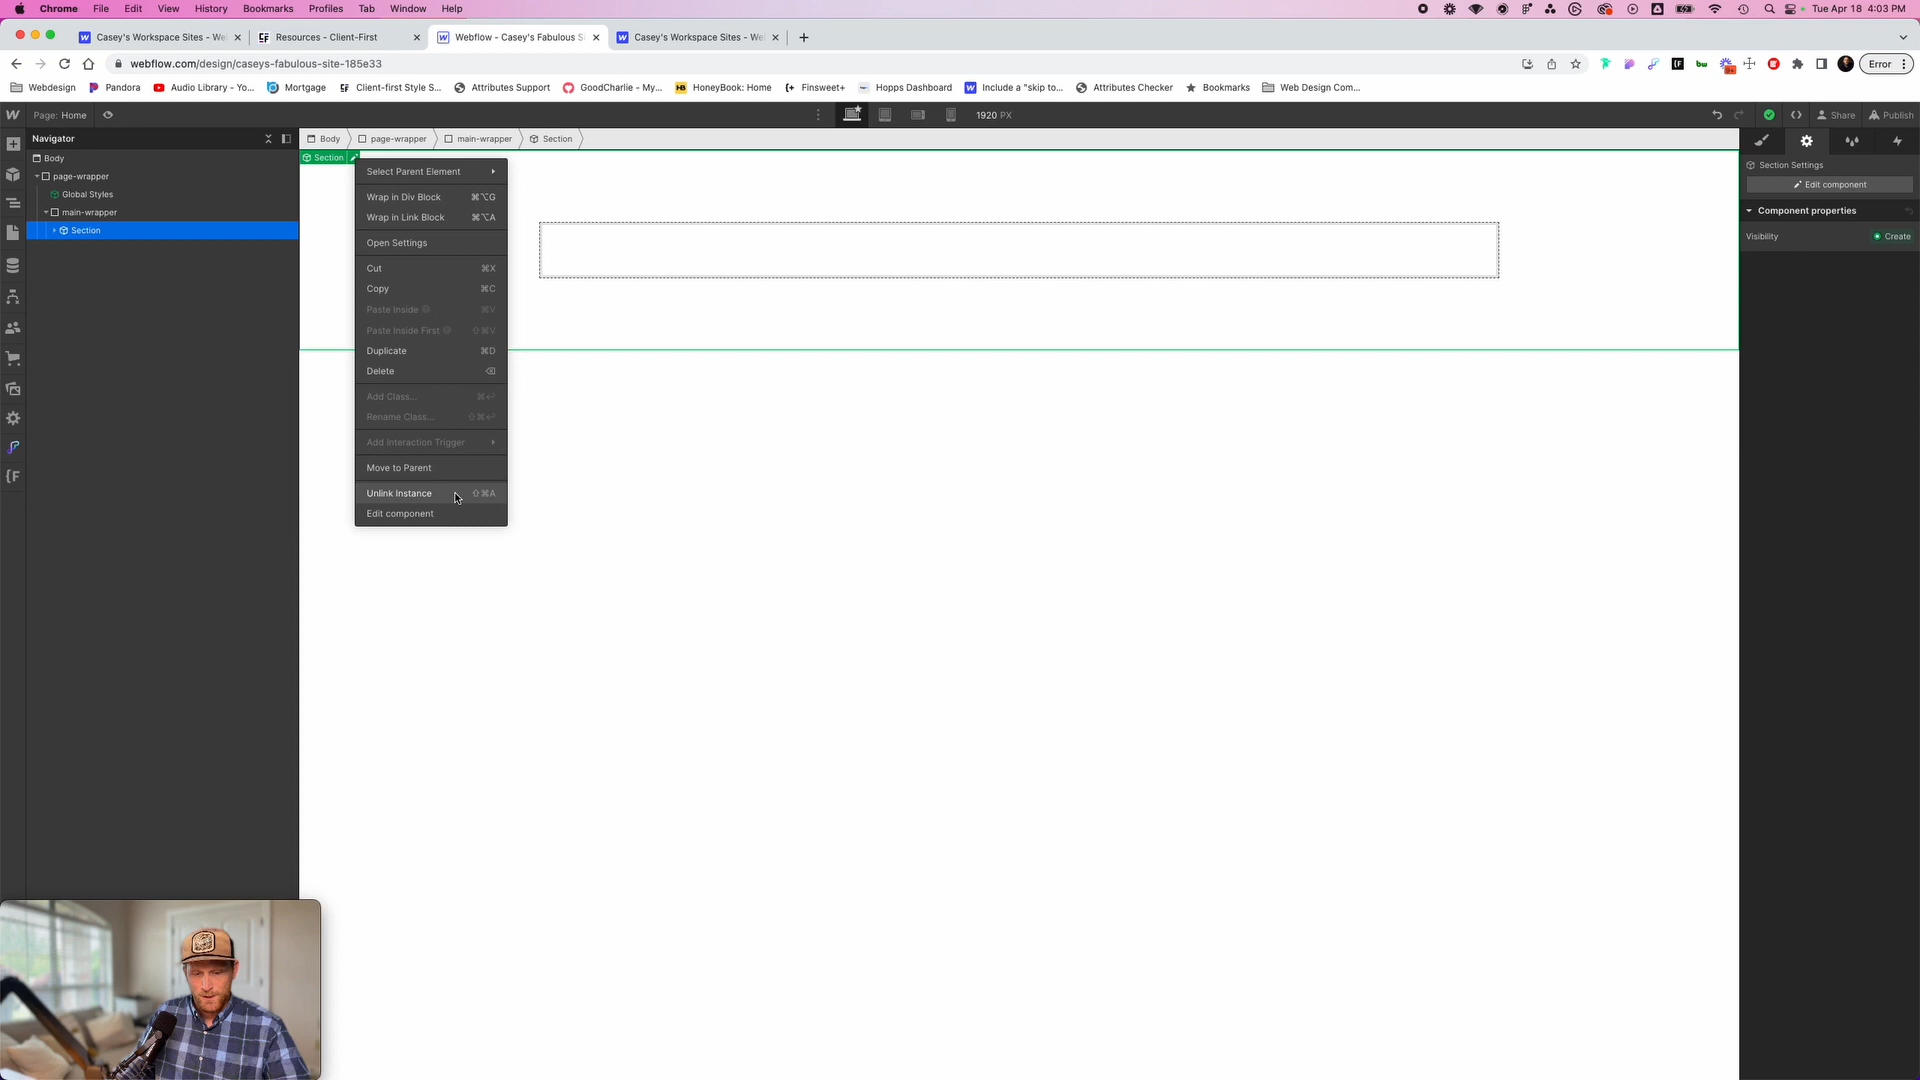 Chrome File Edit View History Bookmarks Profiles Tab Window Help Tue Apr 18 4:03 PM
Casey's Workspace Sites - We Resources - Client-First Webflow - Casey's Fabulous S Casey's Workspace Sites - We
webflow.com/design/caseys-fabulous-site-185e33 Error
Webdesign Pandora Audio Library - Yo... Mortgage Client-first Style S... Attributes Support GoodCharlie - My... HoneyBook: Home Finsweet+ Hopps Dashboard Include a "skip to... Attributes Checker Bookmarks Web Design Com...
Page: Home 1920 PX Share Publish
Navigator
Body page-wrapper main-wrapper Section
Body
page-wrapper
Global Styles
main-wrapper
Section
Section
Select Parent Element
Wrap in Div Block ⌘⌥G
Wrap in Link Block ⌘⌥A
Open Settings
Cut ⌘X
Copy ⌘C
Paste Inside ⌘V
Paste Inside First ⇧⌘V
Duplicate ⌘D
Delete ⌫
Add Class... ⌘↩
Rename Class... ⇧⌘↩
Add Interaction Trigger
Move to Parent
Unlink Instance ⇧⌘A
Edit component
Section Settings
Edit component
Component properties
Visibility Create